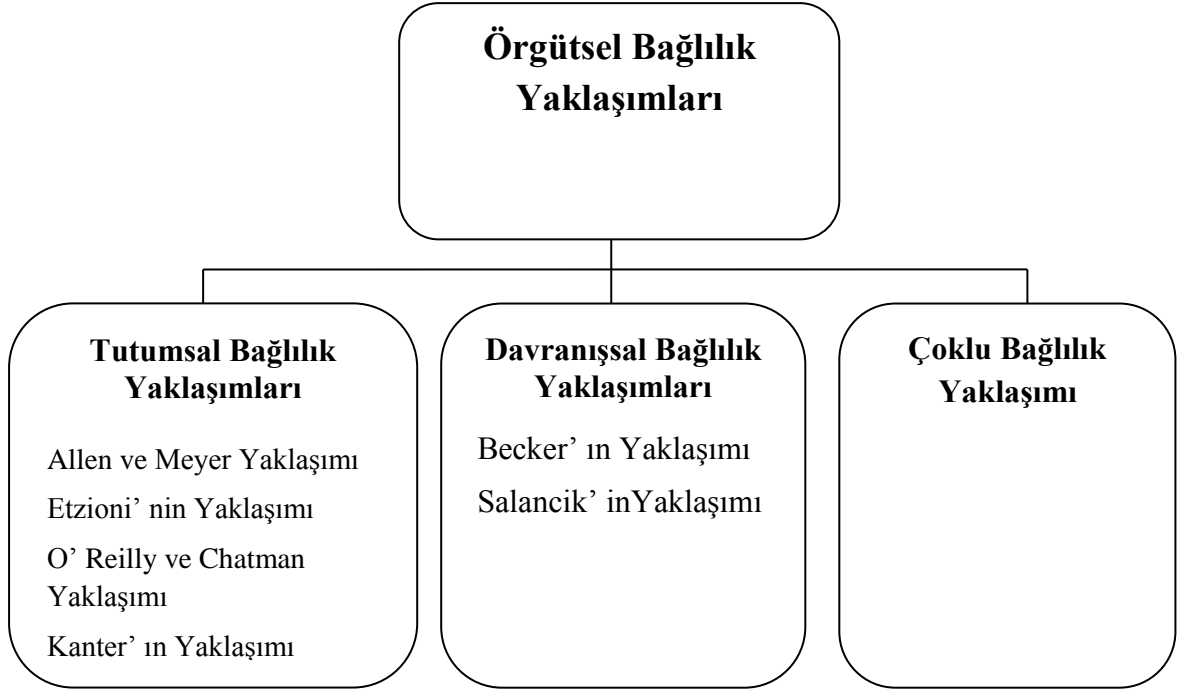 Örgütsel Bağlılık
Yaklaşımları
Tutumsal Bağlılık
Yaklaşımları
Allen ve Meyer Yaklaşımı
Etzioni’ nin Yaklaşımı
O’ Reilly ve Chatman
Yaklaşımı
Kanter’ ın Yaklaşımı
Davranışsal Bağlılık
Yaklaşımları
Becker’ ın Yaklaşımı
Salancik’ inYaklaşımı
Çoklu Bağlılık
Yaklaşımı